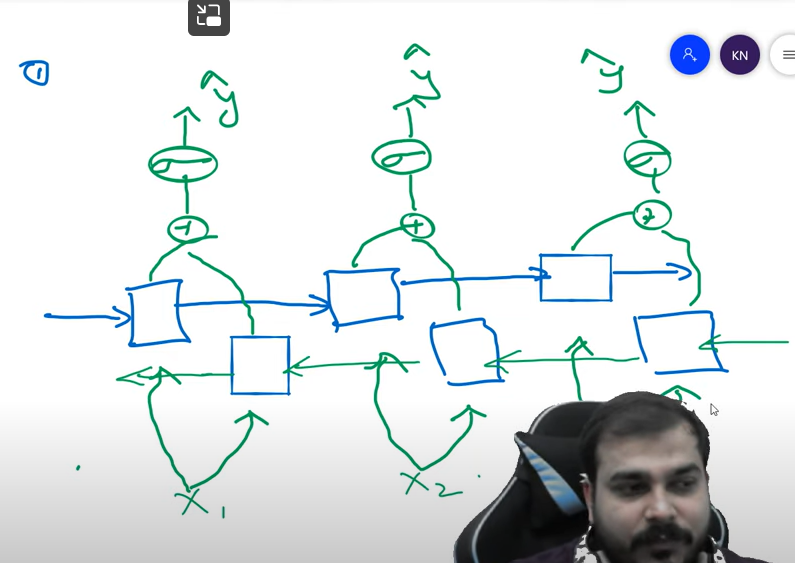 ①
KN
ŷ ŷ ŷ
σ σ σ
+ + +
X₁ X₂